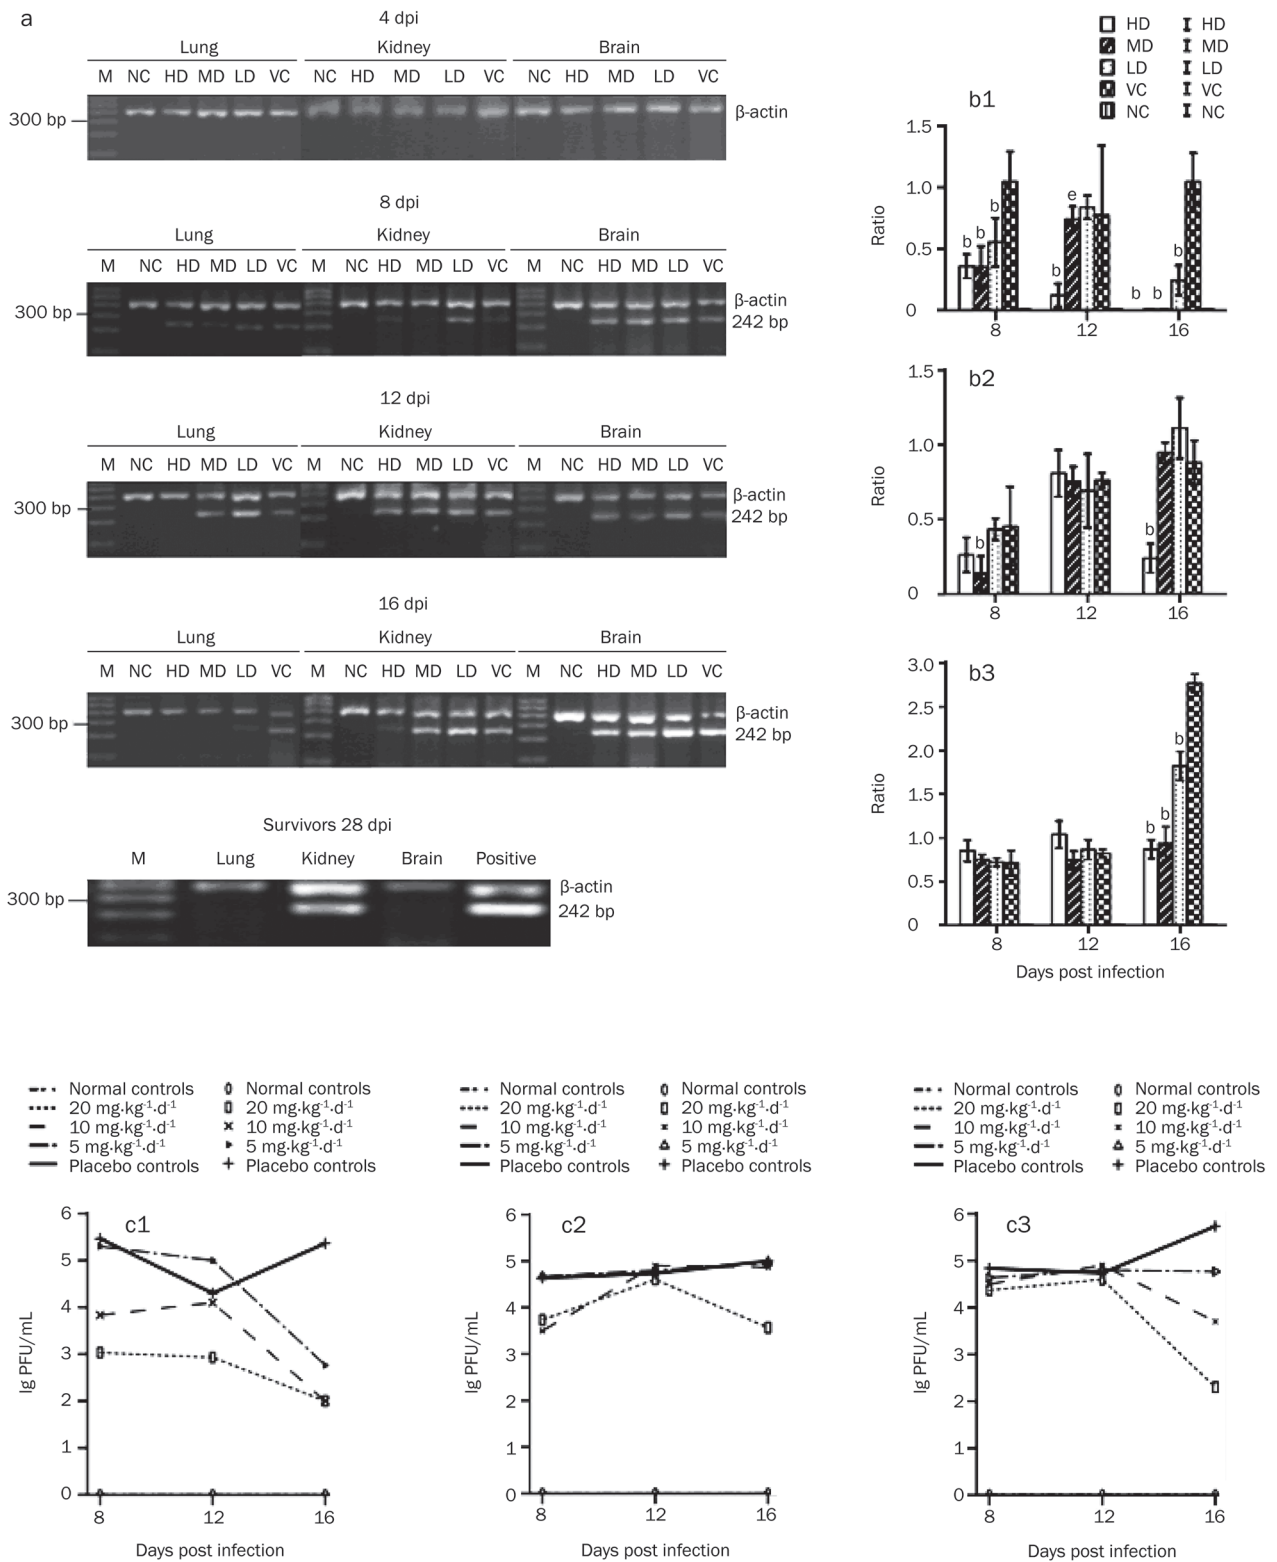 a
4 dpi
Lung Kidney Brain
M NC HD MD LD VC NC HD MD LD VC NC HD MD LD VC
300 bp β-actin
8 dpi
Lung Kidney Brain
M NC HD MD LD VC M NC HD MD LD VC M NC HD MD LD VC
β-actin
300 bp 242 bp
12 dpi
Lung Kidney Brain
M NC HD MD LD VC M NC HD MD LD VC M NC HD MD LD VC
β-actin
300 bp 242 bp
16 dpi
Lung Kidney Brain
M NC HD MD LD VC M NC HD MD LD VC M NC HD MD LD VC
β-actin
300 bp 242 bp
Survivors 28 dpi
M Lung Kidney Brain Positive
β-actin
300 bp
242 bp
HD HD
MD MD
LD LD
VC VC
NC NC
b1
1.5
1.0
0.5
0
Ratio
b b b b e b b b
8 12 16
b2
1.5
1.0
0.5
0
Ratio
b b
8 12 16
b3
3.0
2.5
2.0
1.5
1.0
0.5
0
Ratio
b b b
8 12 16
Days post infection
Normal controls Normal controls
20 mg·kg⁻¹·d⁻¹ 20 mg·kg⁻¹·d⁻¹
10 mg·kg⁻¹·d⁻¹ 10 mg·kg⁻¹·d⁻¹
5 mg·kg⁻¹·d⁻¹ 5 mg·kg⁻¹·d⁻¹
Placebo controls Placebo controls
c1
6
5
4
3
2
1
0
lg PFU/mL
8 12 16
Days post infection
Normal controls Normal controls
20 mg·kg⁻¹·d⁻¹ 20 mg·kg⁻¹·d⁻¹
10 mg·kg⁻¹·d⁻¹ 10 mg·kg⁻¹·d⁻¹
5 mg·kg⁻¹·d⁻¹ 5 mg·kg⁻¹·d⁻¹
Placebo controls Placebo controls
c2
6
5
4
3
2
1
0
lg PFU/mL
8 12 16
Days post infection
Normal controls Normal controls
20 mg·kg⁻¹·d⁻¹ 20 mg·kg⁻¹·d⁻¹
10 mg·kg⁻¹·d⁻¹ 10 mg·kg⁻¹·d⁻¹
5 mg·kg⁻¹·d⁻¹ 5 mg·kg⁻¹·d⁻¹
Placebo controls Placebo controls
c3
6
5
4
3
2
1
0
lg PFU/mL
8 12 16
Days post infection